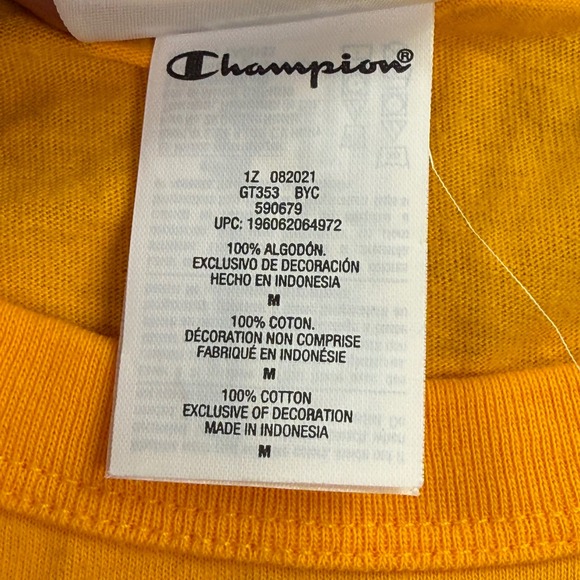 Champion®
1Z 082021
GT353 BYC
590679
UPC: 196062064972
100% ALGODÓN.
EXCLUSIVO DE DECORACIÓN
HECHO EN INDONESIA
M
100% COTON.
DÉCORATION NON COMPRISE
FABRIQUÉ EN INDONÉSIE
M
100% COTTON
EXCLUSIVE OF DECORATION
MADE IN INDONESIA
M